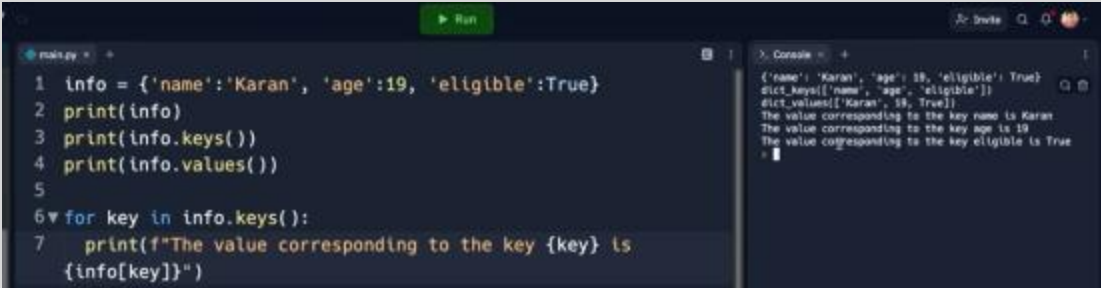 Run
Invite
main.py
1 info = {'name':'Karan', 'age':19, 'eligible':True}
2 print(info)
3 print(info.keys())
4 print(info.values())
5
6 for key in info.keys():
7 print(f"The value corresponding to the key {key} is
{info[key]}")
Console
{'name': 'Karan', 'age': 19, 'eligible': True}
dict_keys(['name', 'age', 'eligible'])
dict_values(['Karan', 19, True])
The value corresponding to the key name is Karan
The value corresponding to the key age is 19
The value corresponding to the key eligible is True